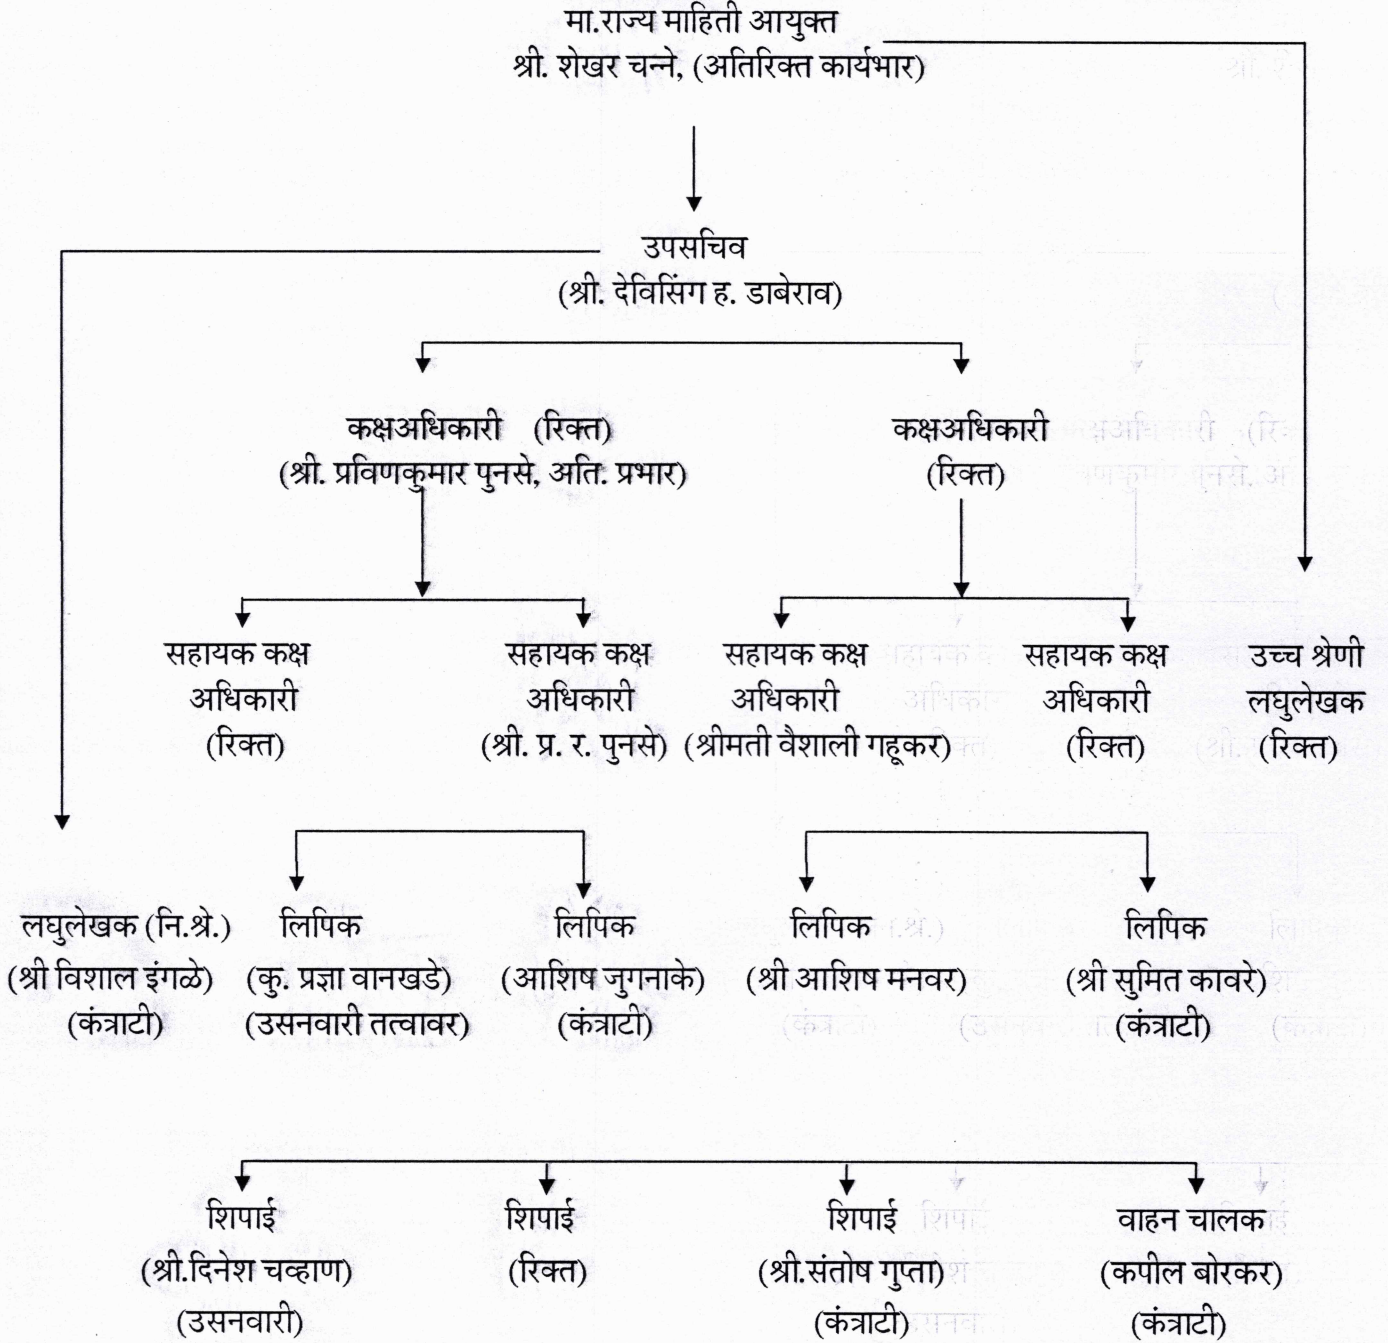 मा.राज्य माहिती आयुक्त
श्री. शेखर चन्ने, (अतिरिक्त कार्यभार)
उपसचिव
(श्री. देविसिंग ह. डाबेराव)
कक्षअधिकारी (रिक्त)
(श्री. प्रविणकुमार पुनसे, अति. प्रभार)
कक्षअधिकारी
(रिक्त)
सहायक कक्ष
अधिकारी
(रिक्त)
सहायक कक्ष
अधिकारी
(श्री. प्र. र. पुनसे)
सहायक कक्ष
अधिकारी
(श्रीमती वैशाली गहूकर)
सहायक कक्ष
अधिकारी
(रिक्त)
उच्च श्रेणी
लघुलेखक
(रिक्त)
लघुलेखक (नि.श्रे.)
(श्री विशाल इंगळे)
(कंत्राटी)
लिपिक
(कु. प्रज्ञा वानखडे)
(उसनवारी तत्वावर)
लिपिक
(आशिष जुगनाके)
(कंत्राटी)
लिपिक
(श्री आशिष मनवर)
लिपिक
(श्री सुमित कावरे)
(कंत्राटी)
शिपाई
(श्री.दिनेश चव्हाण)
(उसनवारी)
शिपाई
(रिक्त)
शिपाई
(श्री.संतोष गुप्ता)
(कंत्राटी)
वाहन चालक
(कपील बोरकर)
(कंत्राटी)